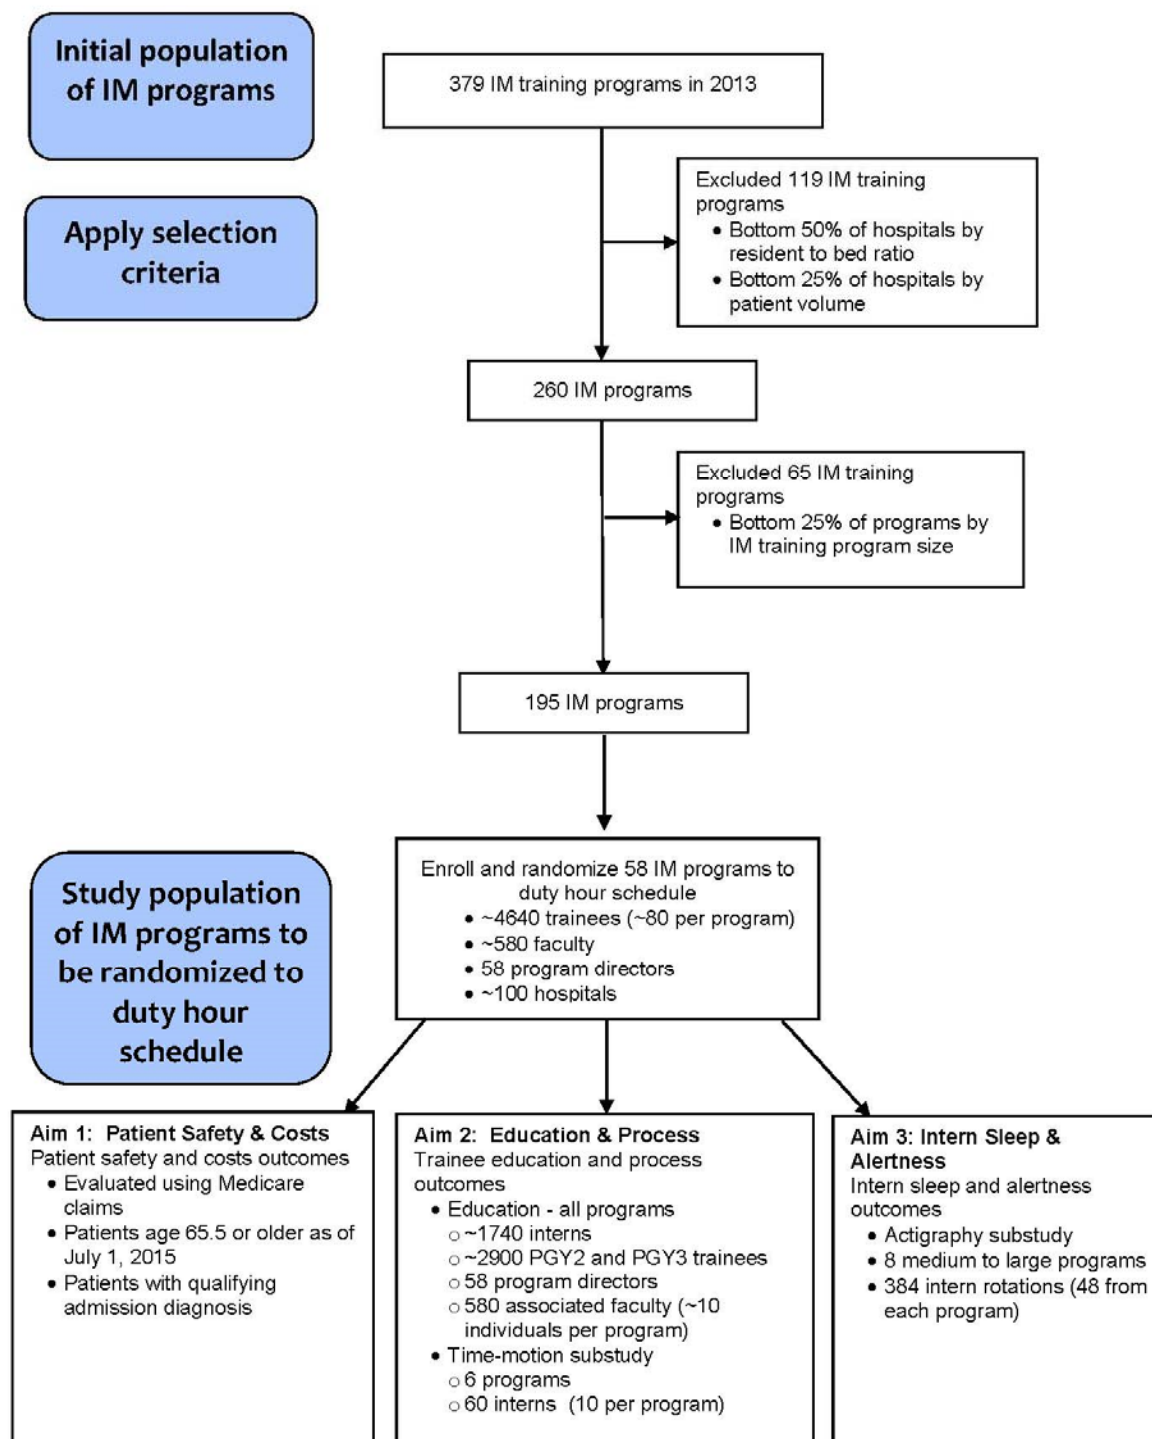 Initial population
of IM programs
379 IM training programs in 2013
Excluded 119 IM training
programs
• Bottom 50% of hospitals by
resident to bed ratio
• Bottom 25% of hospitals by
patient volume
Apply selection
criteria
260 IM programs
Excluded 65 IM training
programs
• Bottom 25% of programs by
IM training program size
195 IM programs
Enroll and randomize 58 IM programs to
duty hour schedule
• ~4640 trainees (~80 per program)
• ~580 faculty
• 58 program directors
• ~100 hospitals
Study population
of IM programs to
be randomized to
duty hour
schedule
Aim 1: Patient Safety & Costs
Patient safety and costs outcomes
• Evaluated using Medicare
claims
• Patients age 65.5 or older as of
July 1, 2015
• Patients with qualifying
admission diagnosis
Aim 2: Education & Process
Trainee education and process
outcomes
• Education - all programs
○ ~1740 interns
○ ~2900 PGY2 and PGY3 trainees
○ 58 program directors
○ 580 associated faculty (~10
individuals per program)
• Time-motion substudy
○ 6 programs
○ 60 interns (10 per program)
Aim 3: Intern Sleep &
Alertness
Intern sleep and alertness
outcomes
• Actigraphy substudy
• 8 medium to large programs
• 384 intern rotations (48 from
each program)